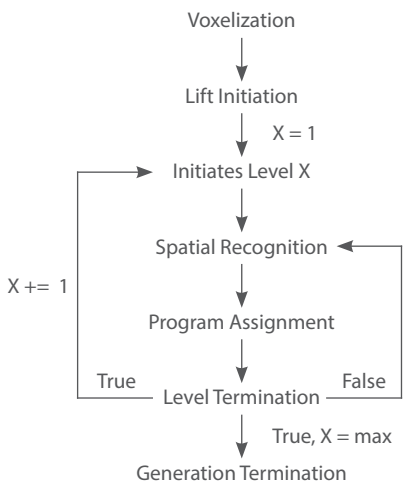 Voxelization
Lift Initiation
X = 1
Initiates Level X
Spatial Recognition
X += 1
Program Assignment
True
False
Level Termination
True, X = max
Generation Termination